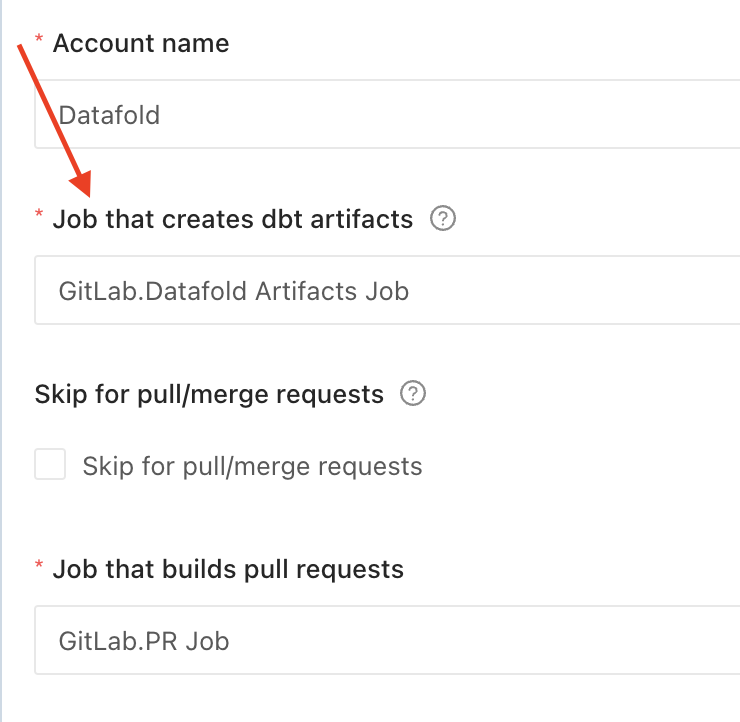 * Account name
Datafold
* Job that creates dbt artifacts ?
GitLab.Datafold Artifacts Job
Skip for pull/merge requests ?
Skip for pull/merge requests
* Job that builds pull requests
GitLab.PR Job